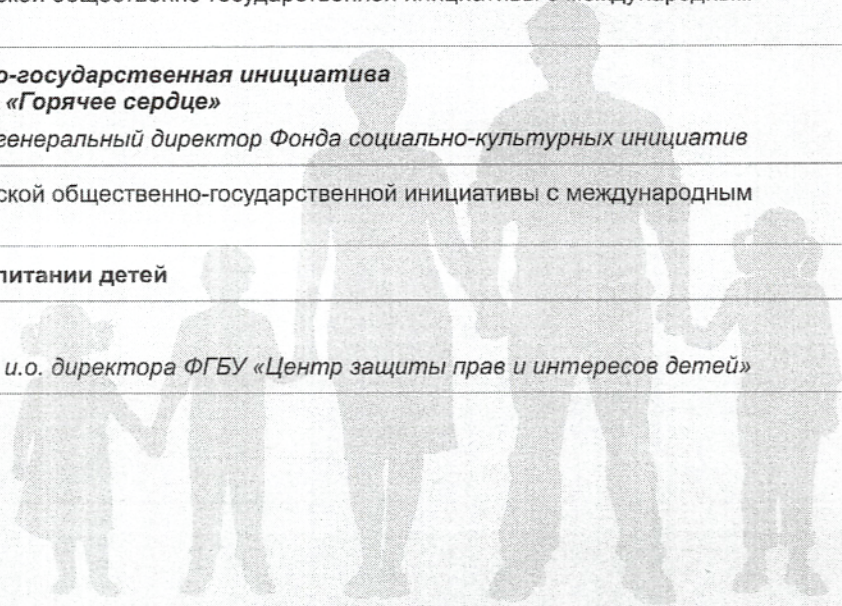 о-государственная инициатива
«Горячее сердце»
генеральный директор Фонда социально-культурных инициатив
ской общественно-государственной инициативы с международным
питании детей
и.о. директора ФГБУ «Центр защиты прав и интересов детей»